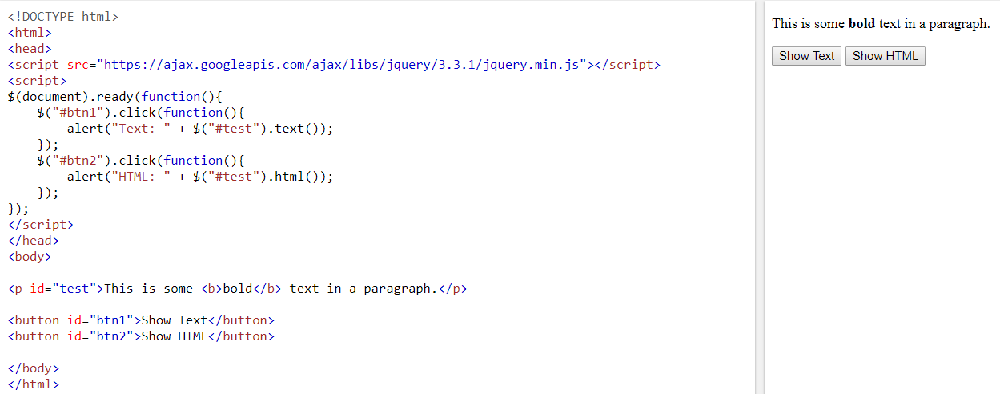 <!DOCTYPE html>
<html>
<head>
<script src="https://ajax.googleapis.com/ajax/libs/jquery/3.3.1/jquery.min.js"></script>
<script>
$(document).ready(function(){
    $("#btn1").click(function(){
        alert("Text: " + $("#test").text());
    });
    $("#btn2").click(function(){
        alert("HTML: " + $("#test").html());
    });
});
</script>
</head>
<body>
<p id="test">This is some <b>bold</b> text in a paragraph.</p>
<button id="btn1">Show Text</button>
<button id="btn2">Show HTML</button>
</body>
</html>
This is some bold text in a paragraph.
Show Text Show HTML